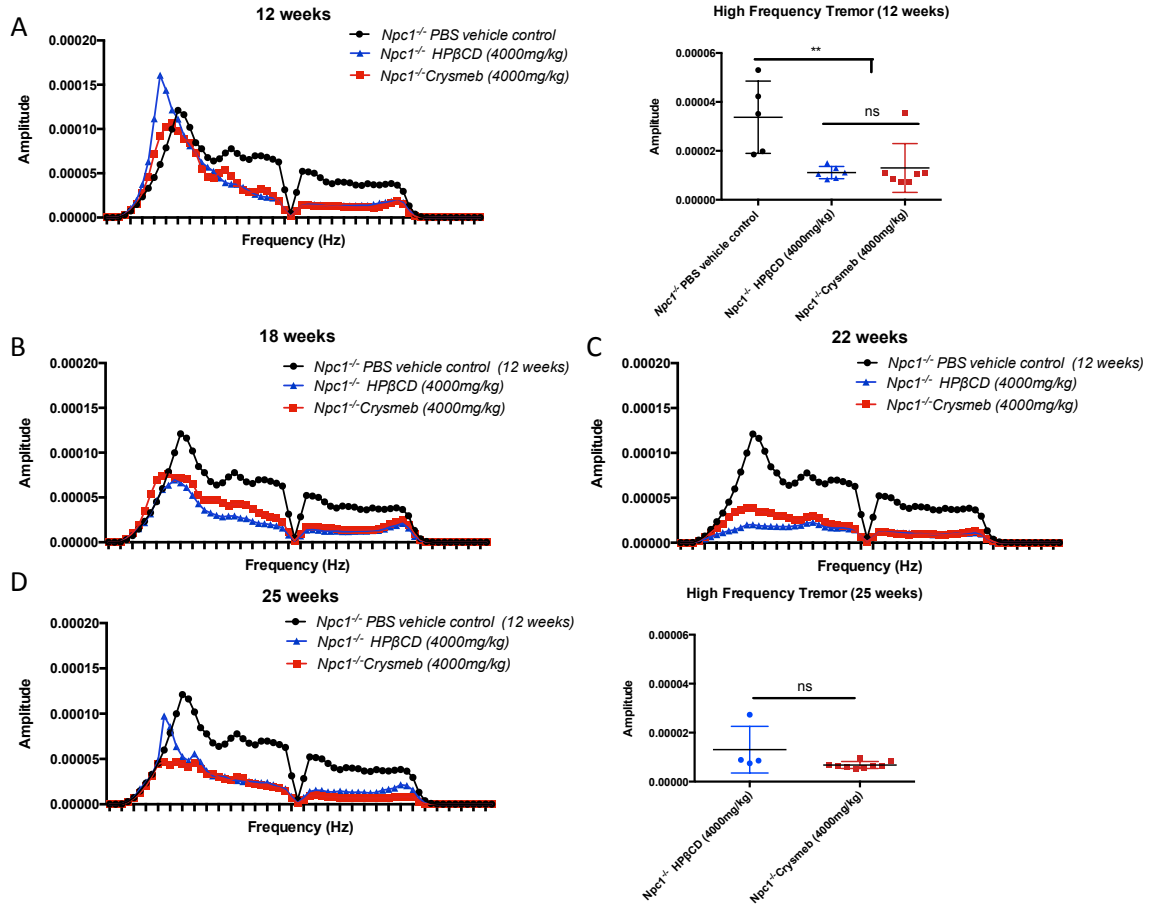 A
12 weeks
Npc1-/- PBS vehicle control
Npc1-/- HPβCD (4000mg/kg)
Npc1-/-Crysmeb (4000mg/kg)
0.00020
0.00015
0.00010
0.00005
0.00000
Amplitude
Frequency (Hz)
High Frequency Tremor (12 weeks)
0.00006
0.00004
0.00002
0.00000
Amplitude
**
ns
Npc1-/- PBS vehicle control
Npc1-/- HPβCD (4000mg/kg)
Npc1-/-Crysmeb (4000mg/kg)
B
18 weeks
Npc1-/- PBS vehicle control (12 weeks)
Npc1-/- HPβCD (4000mg/kg)
Npc1-/-Crysmeb (4000mg/kg)
0.00020
0.00015
0.00010
0.00005
0.00000
Amplitude
Frequency (Hz)
C
22 weeks
Npc1-/- PBS vehicle control (12 weeks)
Npc1-/- HPβCD (4000mg/kg)
Npc1-/-Crysmeb (4000mg/kg)
0.00020
0.00015
0.00010
0.00005
0.00000
Amplitude
Frequency (Hz)
D
25 weeks
Npc1-/- PBS vehicle control (12 weeks)
Npc1-/- HPβCD (4000mg/kg)
Npc1-/-Crysmeb (4000mg/kg)
0.00020
0.00015
0.00010
0.00005
0.00000
Amplitude
Frequency (Hz)
High Frequency Tremor (25 weeks)
0.00006
0.00004
0.00002
0.00000
Amplitude
ns
Npc1-/- HPβCD (4000mg/kg)
Npc1-/-Crysmeb (4000mg/kg)